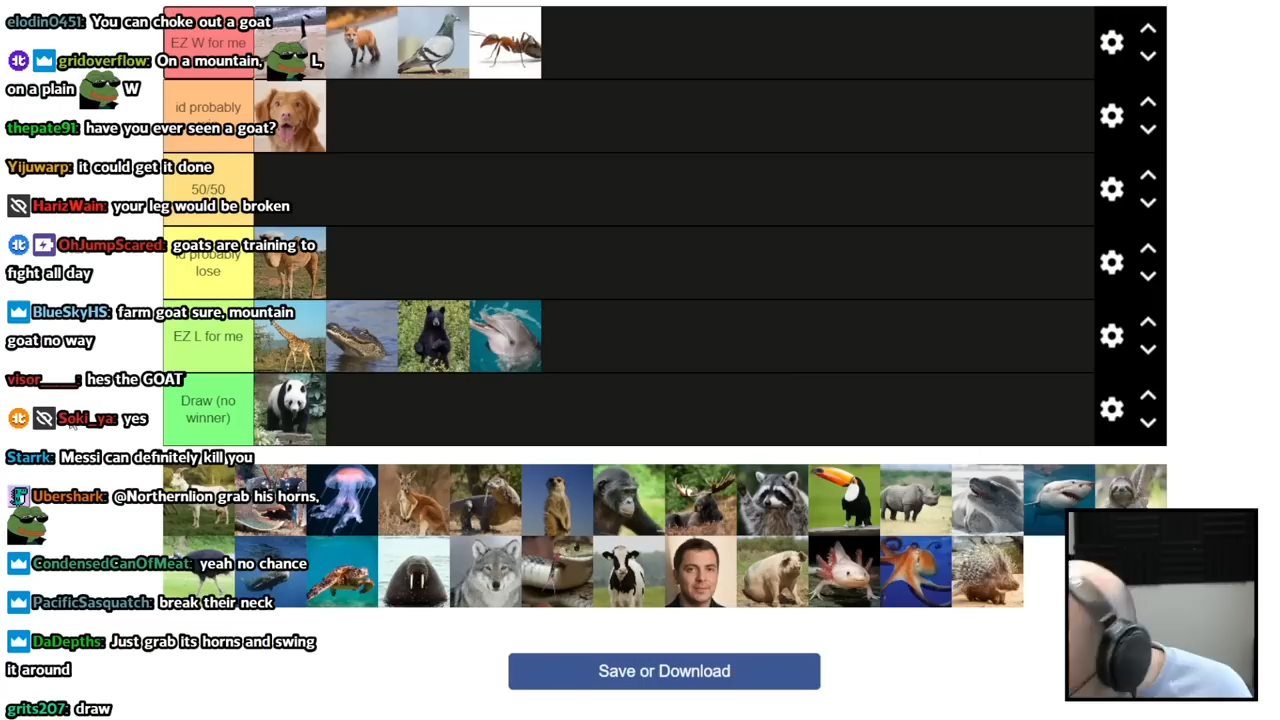 elodin0451: You can choke out a goat
gridoverflow: On a mountain, L,
on a plain W
thepate91: have you ever seen a goat?
Yijuwarp: it could get it done
HarizWain: your leg would be broken
OhJumpScared: goats are training to
fight all day
BlueSkyHS: farm goat sure, mountain
goat no way
visor_____: hes the GOAT
Soki_ya: yes
Starrk: Messi can definitely kill you
Ubershark: @Northernlion grab his horns,
CondensedCanOfMeat: yeah no chance
PacificSasquatch: break their neck
DaDepths: Just grab its horns and swing
it around
grits207: draw
EZ W for me
id probably
50/50
id probably
lose
EZ L for me
Draw (no
winner)
Save or Download